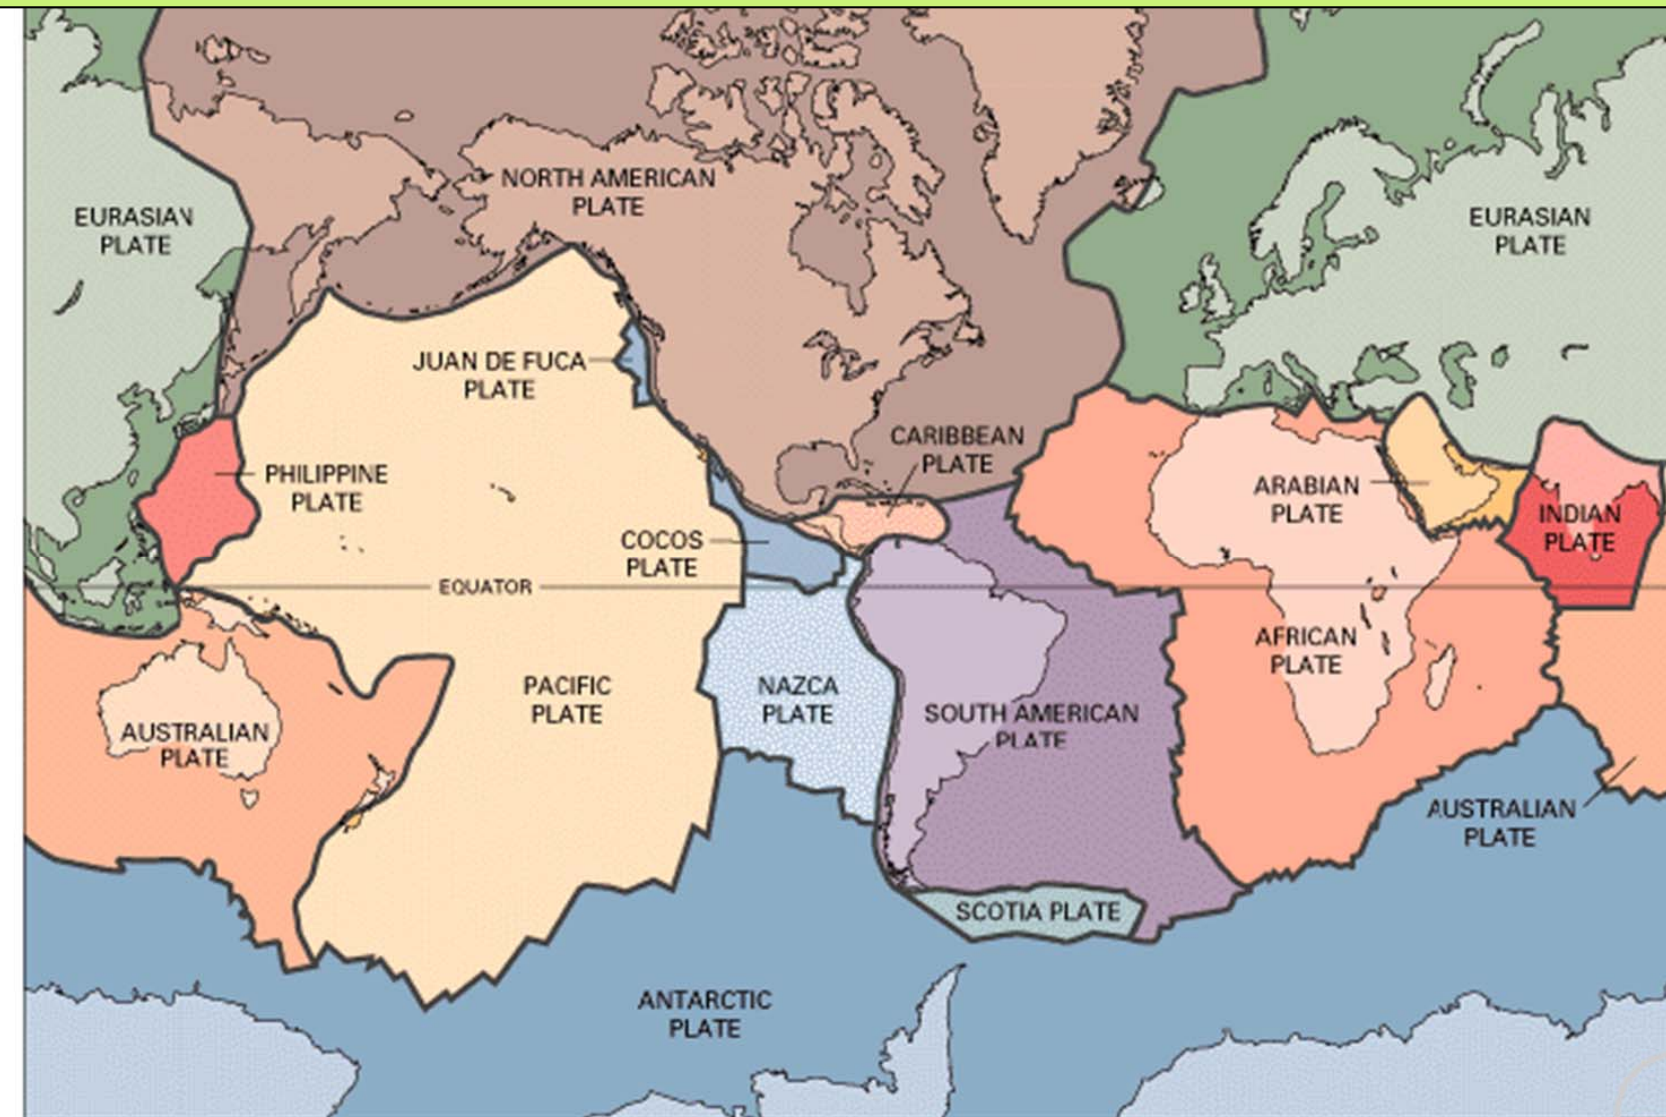 NORTH AMERICAN
PLATE
EURASIAN
PLATE
EURASIAN
PLATE
JUAN DE FUCA
PLATE
CARIBBEAN
PLATE
PHILIPPINE
PLATE
ARABIAN
PLATE
INDIAN
PLATE
COCOS
PLATE
EQUATOR
AFRICAN
PLATE
PACIFIC
PLATE
NAZCA
PLATE
SOUTH AMERICAN
PLATE
AUSTRALIAN
PLATE
AUSTRALIAN
PLATE
SCOTIA PLATE
ANTARCTIC
PLATE